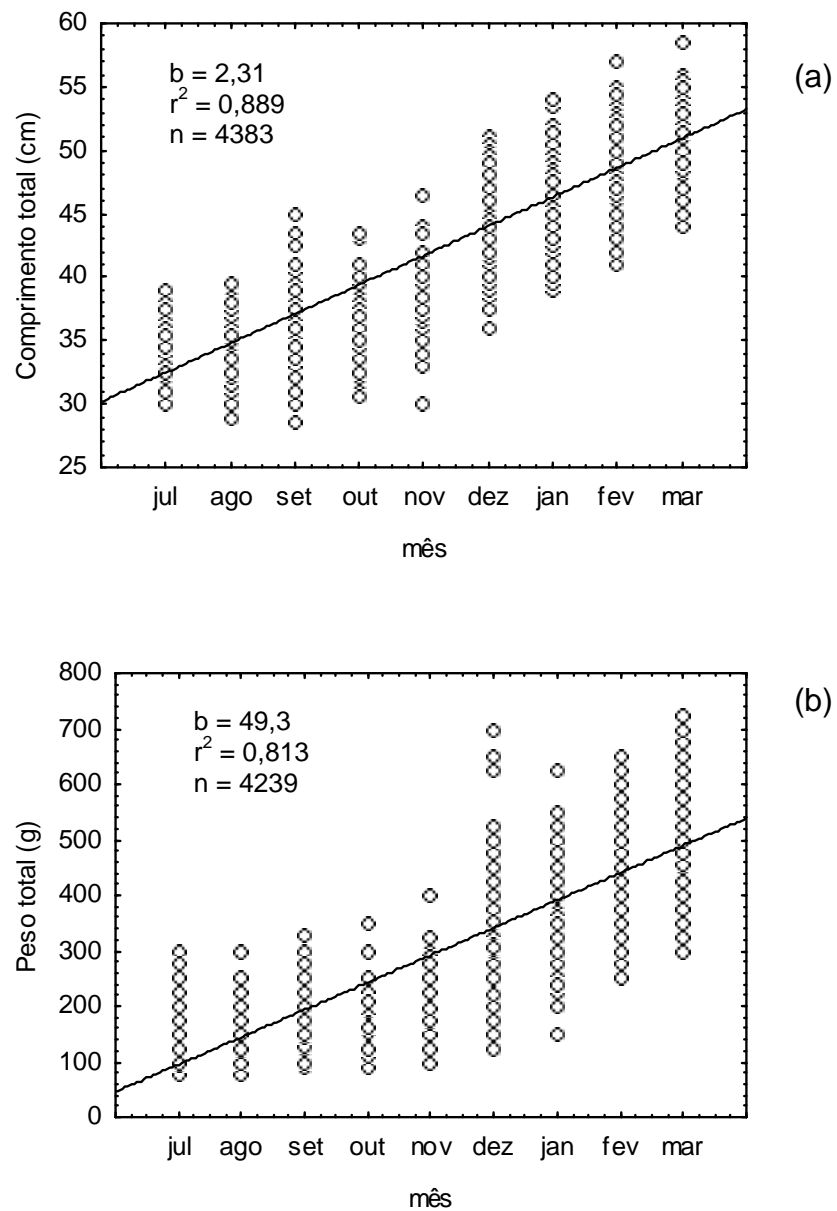 (a)
b = 2,31
r² = 0,889
n = 4383
Comprimento total (cm)
60
55
50
45
40
35
30
25
jul ago set out nov dez jan fev mar
mês
(b)
b = 49,3
r² = 0,813
n = 4239
Peso total (g)
800
700
600
500
400
300
200
100
0
jul ago set out nov dez jan fev mar
mês